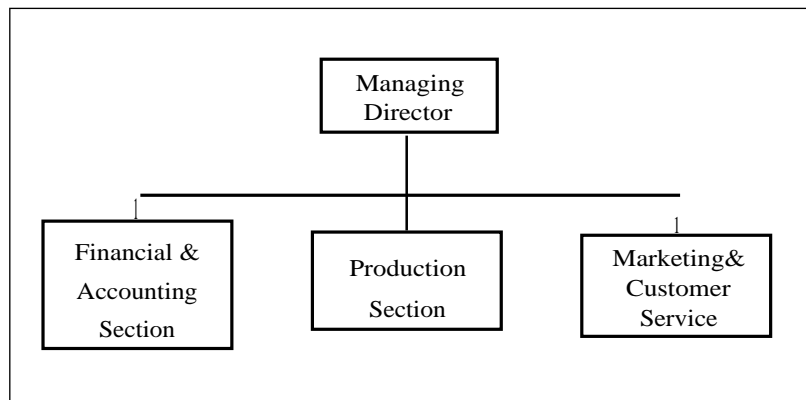 Managing
Director
Financial &
Accounting
Section
Production
Section
Marketing&
Customer
Service